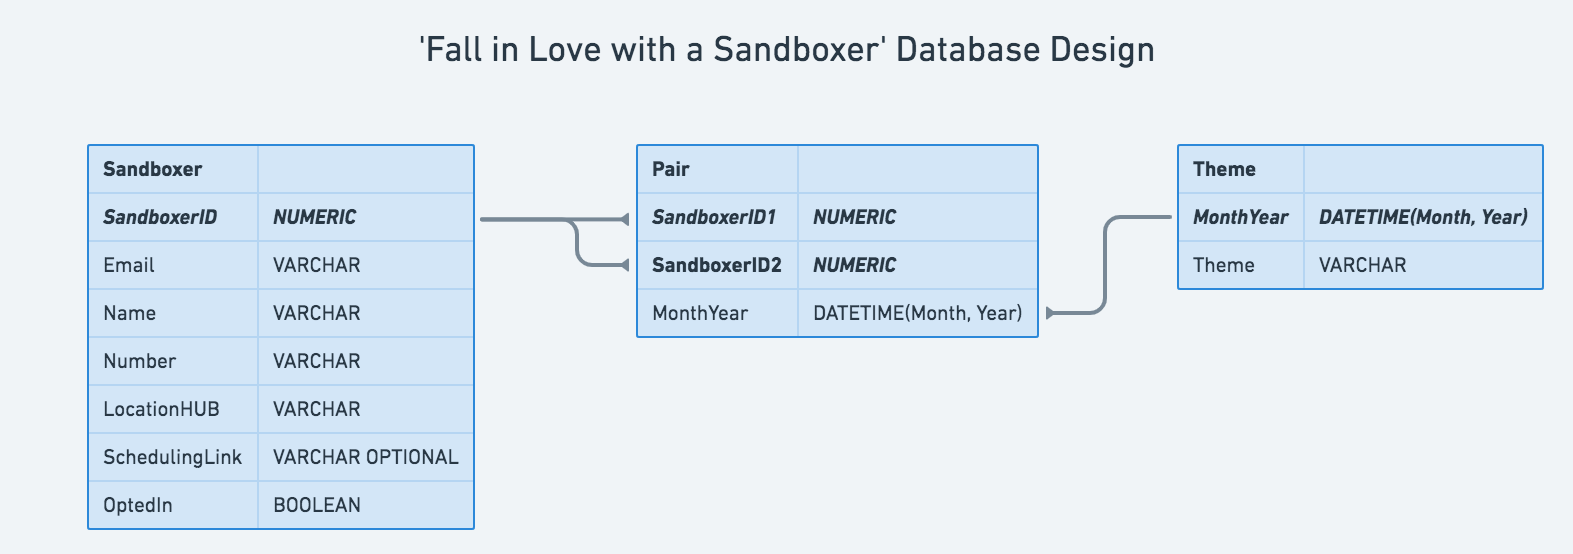 'Fall in Love with a Sandboxer' Database Design
Sandboxer
SandboxerID NUMERIC
Email VARCHAR
Name VARCHAR
Number VARCHAR
LocationHUB VARCHAR
SchedulingLink VARCHAR OPTIONAL
OptedIn BOOLEAN
Pair
SandboxerID1 NUMERIC
SandboxerID2 NUMERIC
MonthYear DATETIME(Month, Year)
Theme
MonthYear DATETIME(Month, Year)
Theme VARCHAR